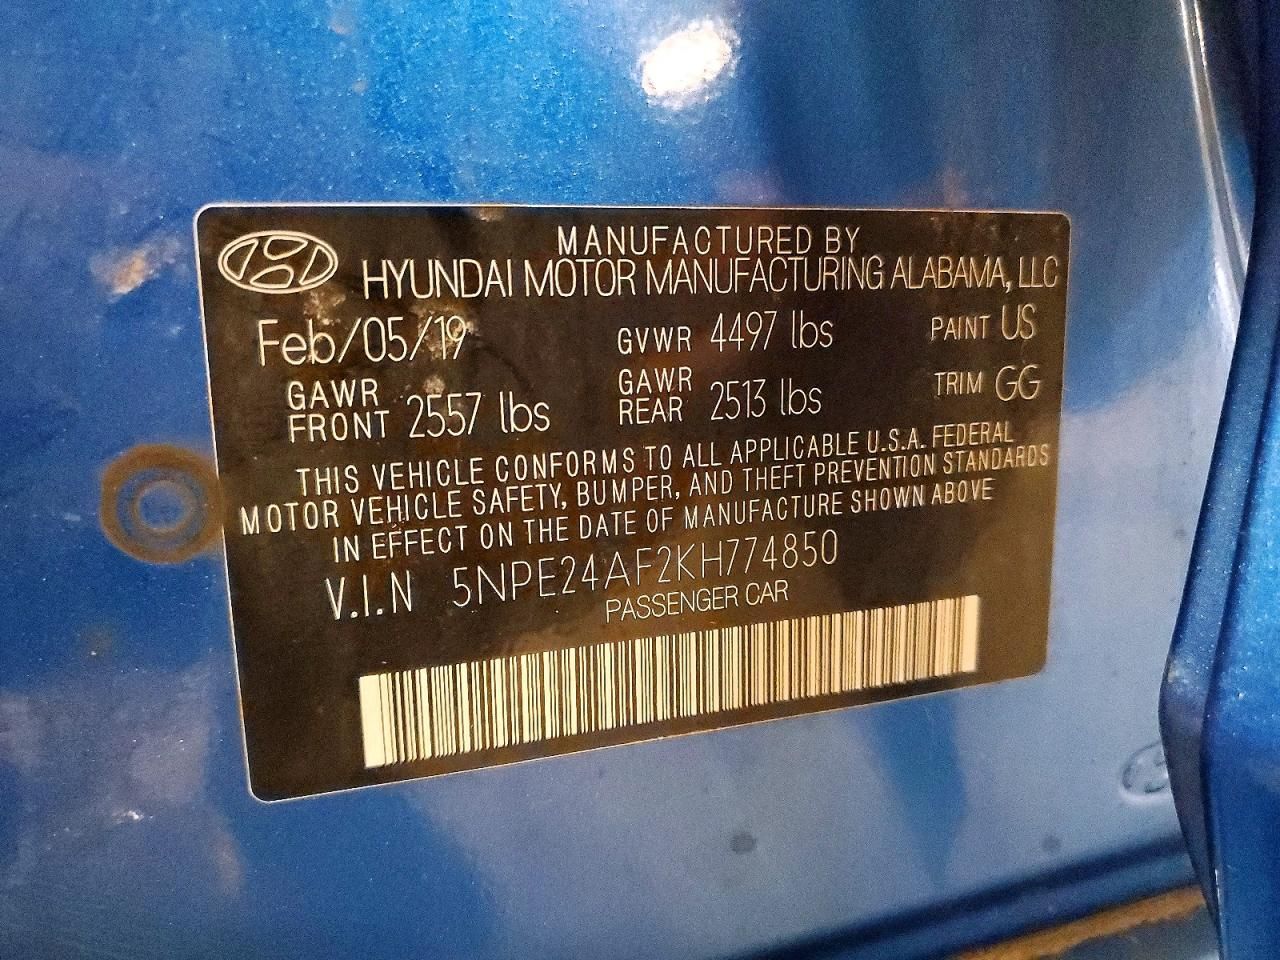 MANUFACTURED BY
HYUNDAI MOTOR MANUFACTURING ALABAMA, LLC
Feb/05/19 GVWR 4497 lbs PAINT US
GAWR FRONT 2557 lbs GAWR REAR 2513 lbs TRIM GG
THIS VEHICLE CONFORMS TO ALL APPLICABLE U.S.A. FEDERAL
MOTOR VEHICLE SAFETY, BUMPER, AND THEFT PREVENTION STANDARDS
IN EFFECT ON THE DATE OF MANUFACTURE SHOWN ABOVE
V.I.N 5NPE24AF2KH774850
PASSENGER CAR